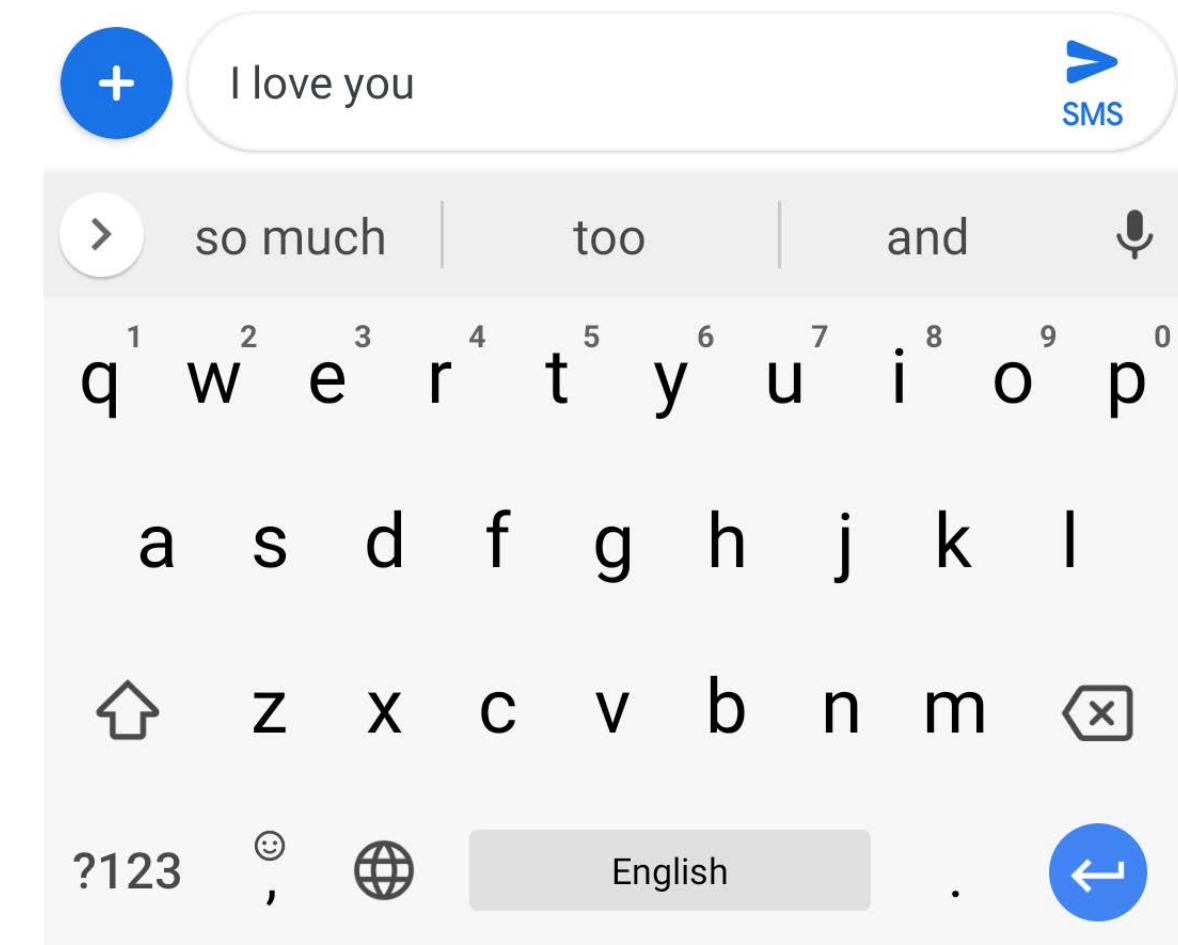 I love you
SMS
so much too and
1 2 3 4 5 6 7 8 9 0
q w e r t y u i o p
a s d f g h j k l
z x c v b n m
?123 , English .